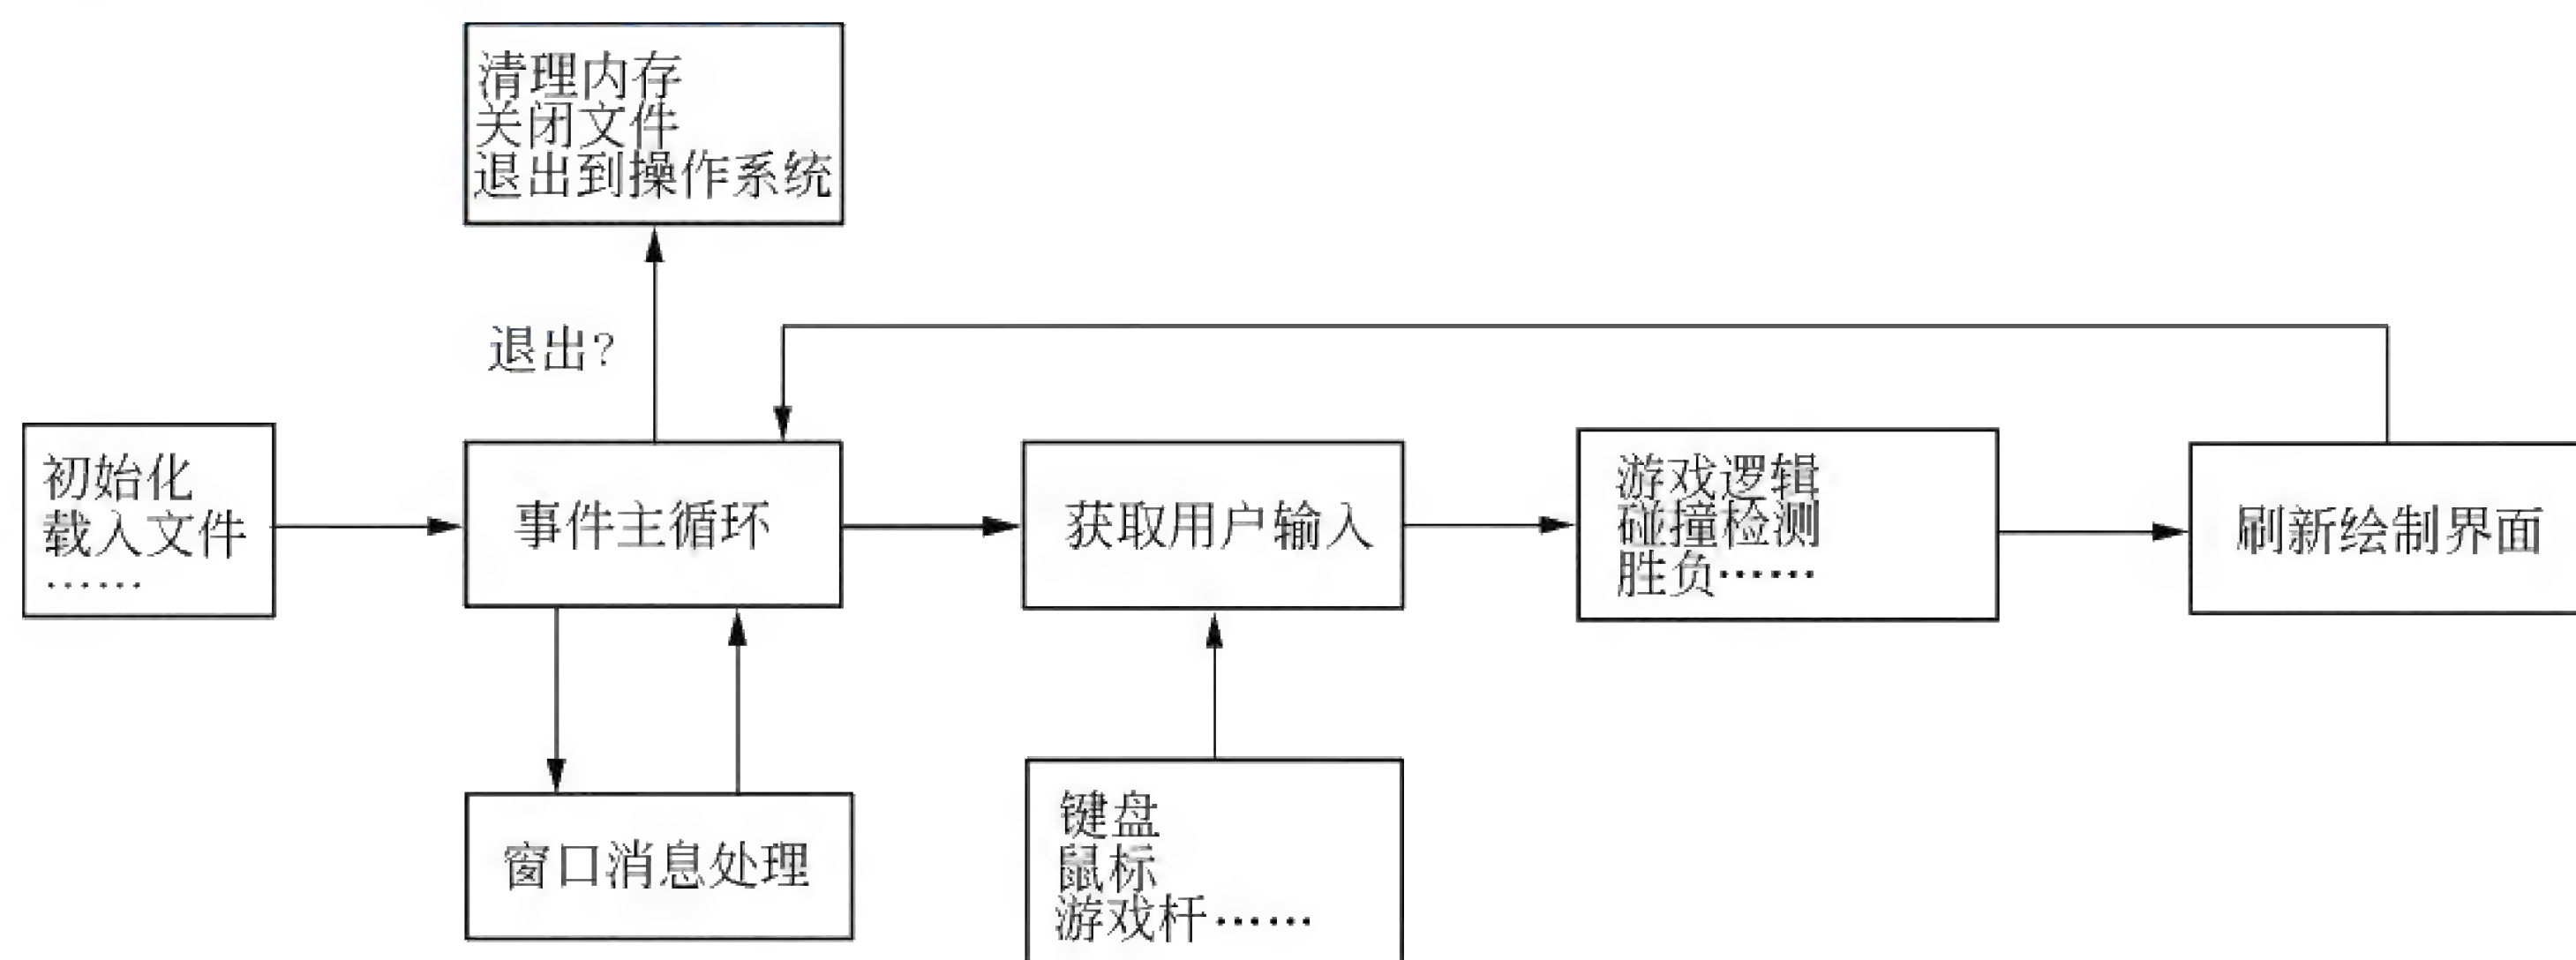 清理内存
关闭文件
退出到操作系统
退出?
初始化
载入文件
……
事件主循环
获取用户输入
游戏逻辑
碰撞检测
胜负……
刷新绘制界面
窗口消息处理
键盘
鼠标
游戏杆……